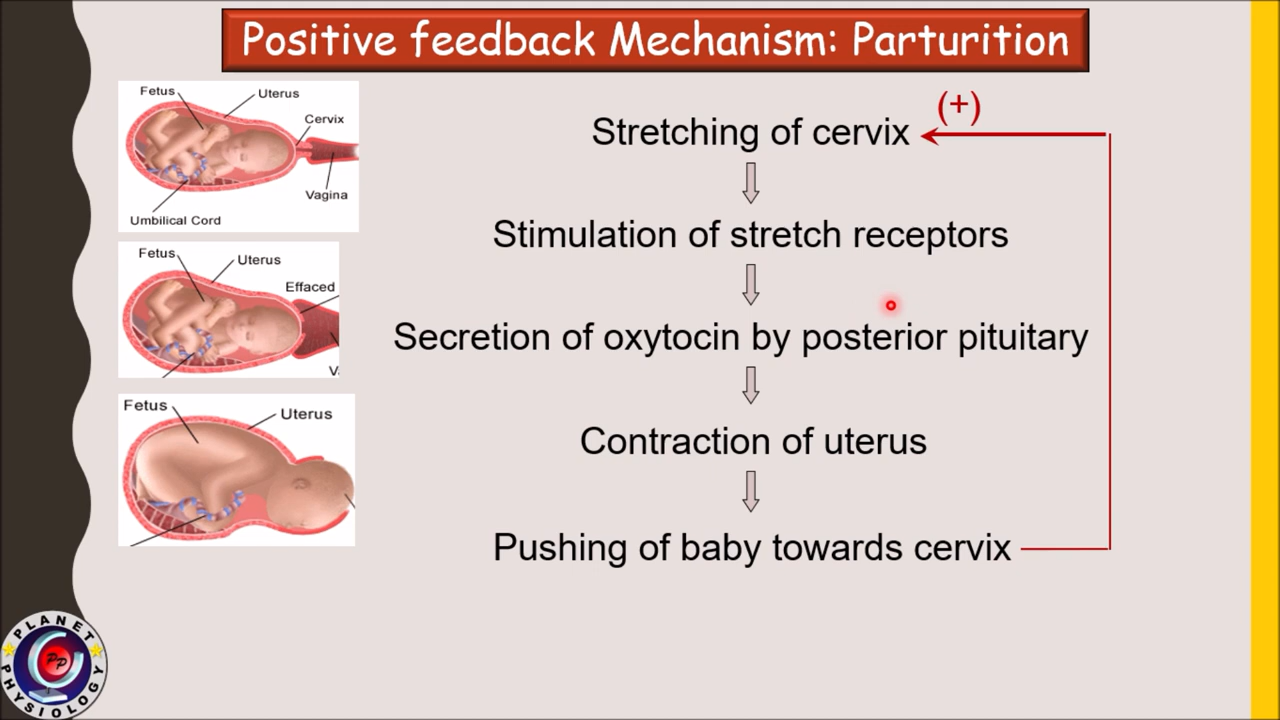 Positive feedback Mechanism: Parturition
Fetus
Uterus
Cervix
Vagina
Umbilical Cord
Fetus
Uterus
Effaced
V
Fetus
Uterus
(+)
Stretching of cervix
Stimulation of stretch receptors
Secretion of oxytocin by posterior pituitary
Contraction of uterus
Pushing of baby towards cervix
PLANET
PP
PHYSIOLOGY